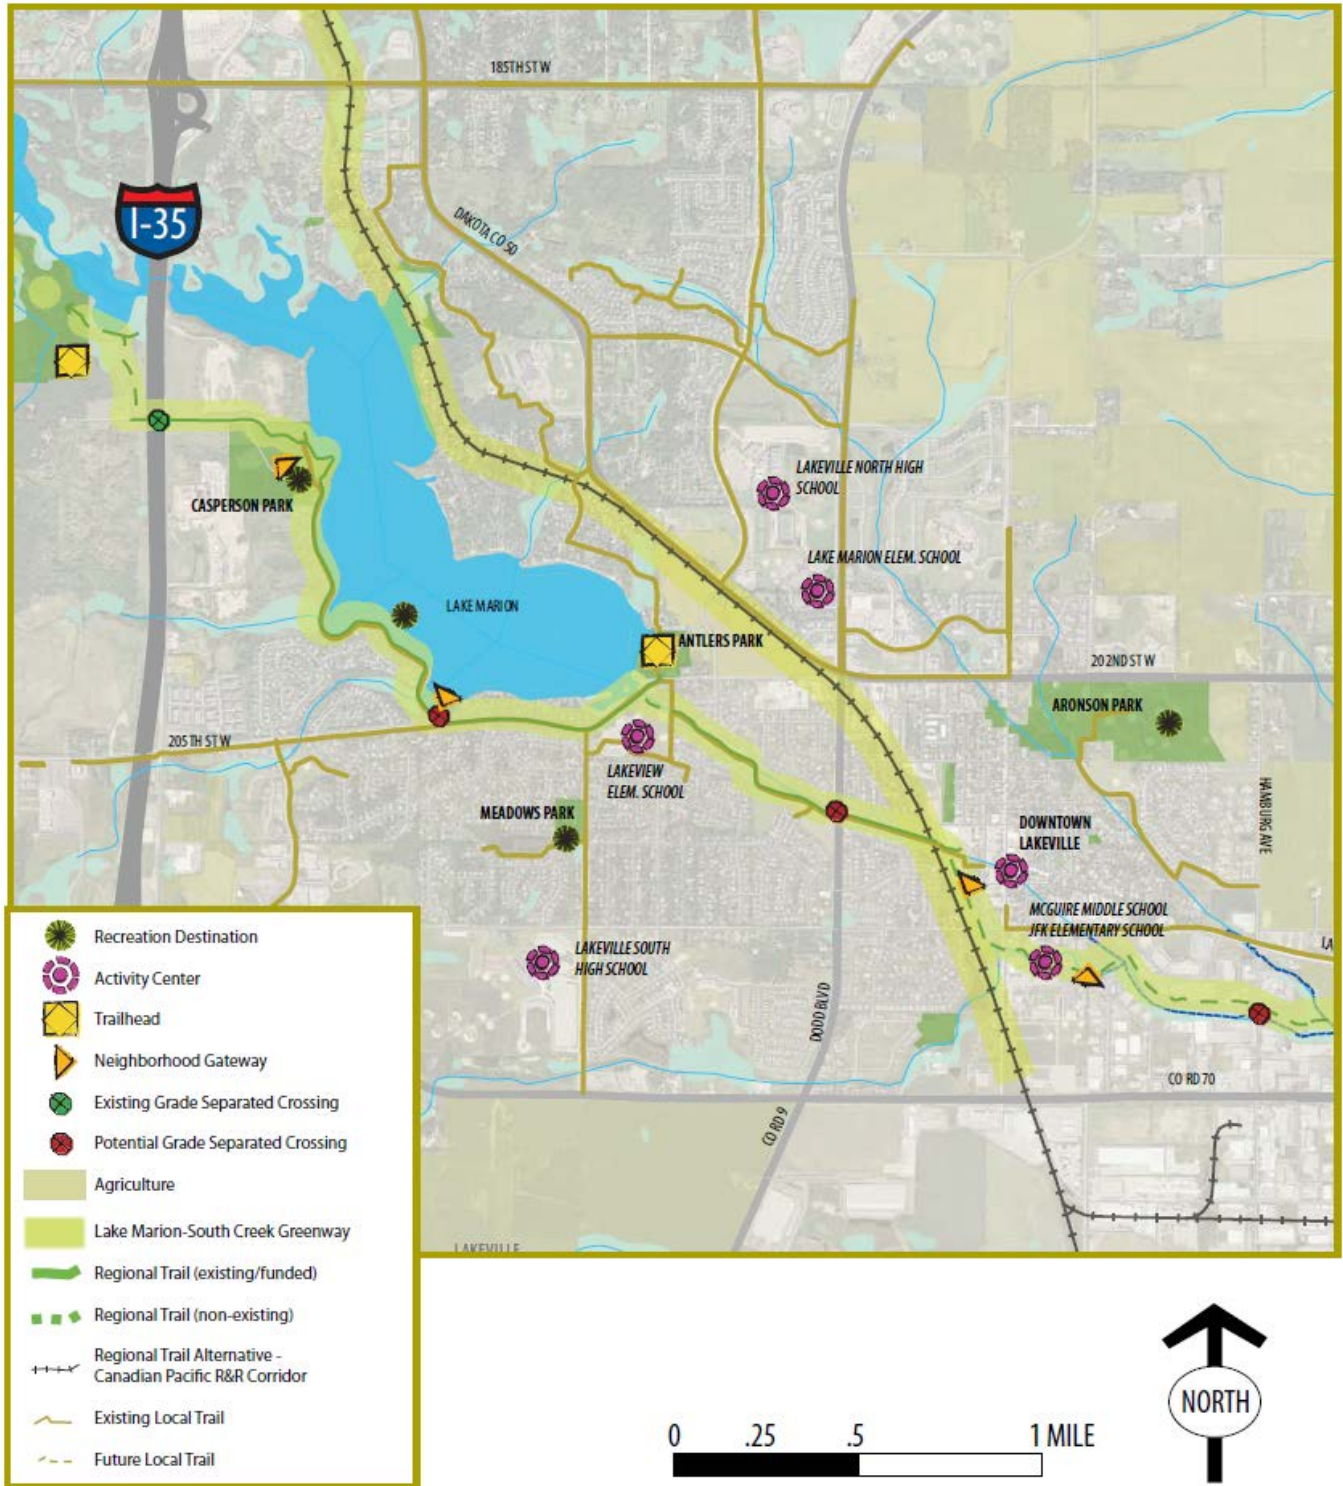 185TH ST W
I-35
DAKOTA CO 50
LAKEVILLE NORTH HIGH
SCHOOL
CASPERSON PARK
LAKE MARION ELEM. SCHOOL
LAKE MARION
ANTLERS PARK
202ND ST W
ARONSON PARK
205TH ST W
LAKEVIEW
ELEM. SCHOOL
HAMBURG AVE
MEADOWS PARK
DOWNTOWN
LAKEVILLE
MCGUIRE MIDDLE SCHOOL
JFK ELEMENTARY SCHOOL
LAKEVILLE SOUTH
HIGH SCHOOL
DODD BLVD
CO RD 70
CO RD 9
LAKEVILLE
Recreation Destination
Activity Center
Trailhead
Neighborhood Gateway
Existing Grade Separated Crossing
Potential Grade Separated Crossing
Agriculture
Lake Marion-South Creek Greenway
Regional Trail (existing/funded)
Regional Trail (non-existing)
Regional Trail Alternative -
Canadian Pacific R&R Corridor
Existing Local Trail
Future Local Trail
0 .25 .5 1 MILE
NORTH